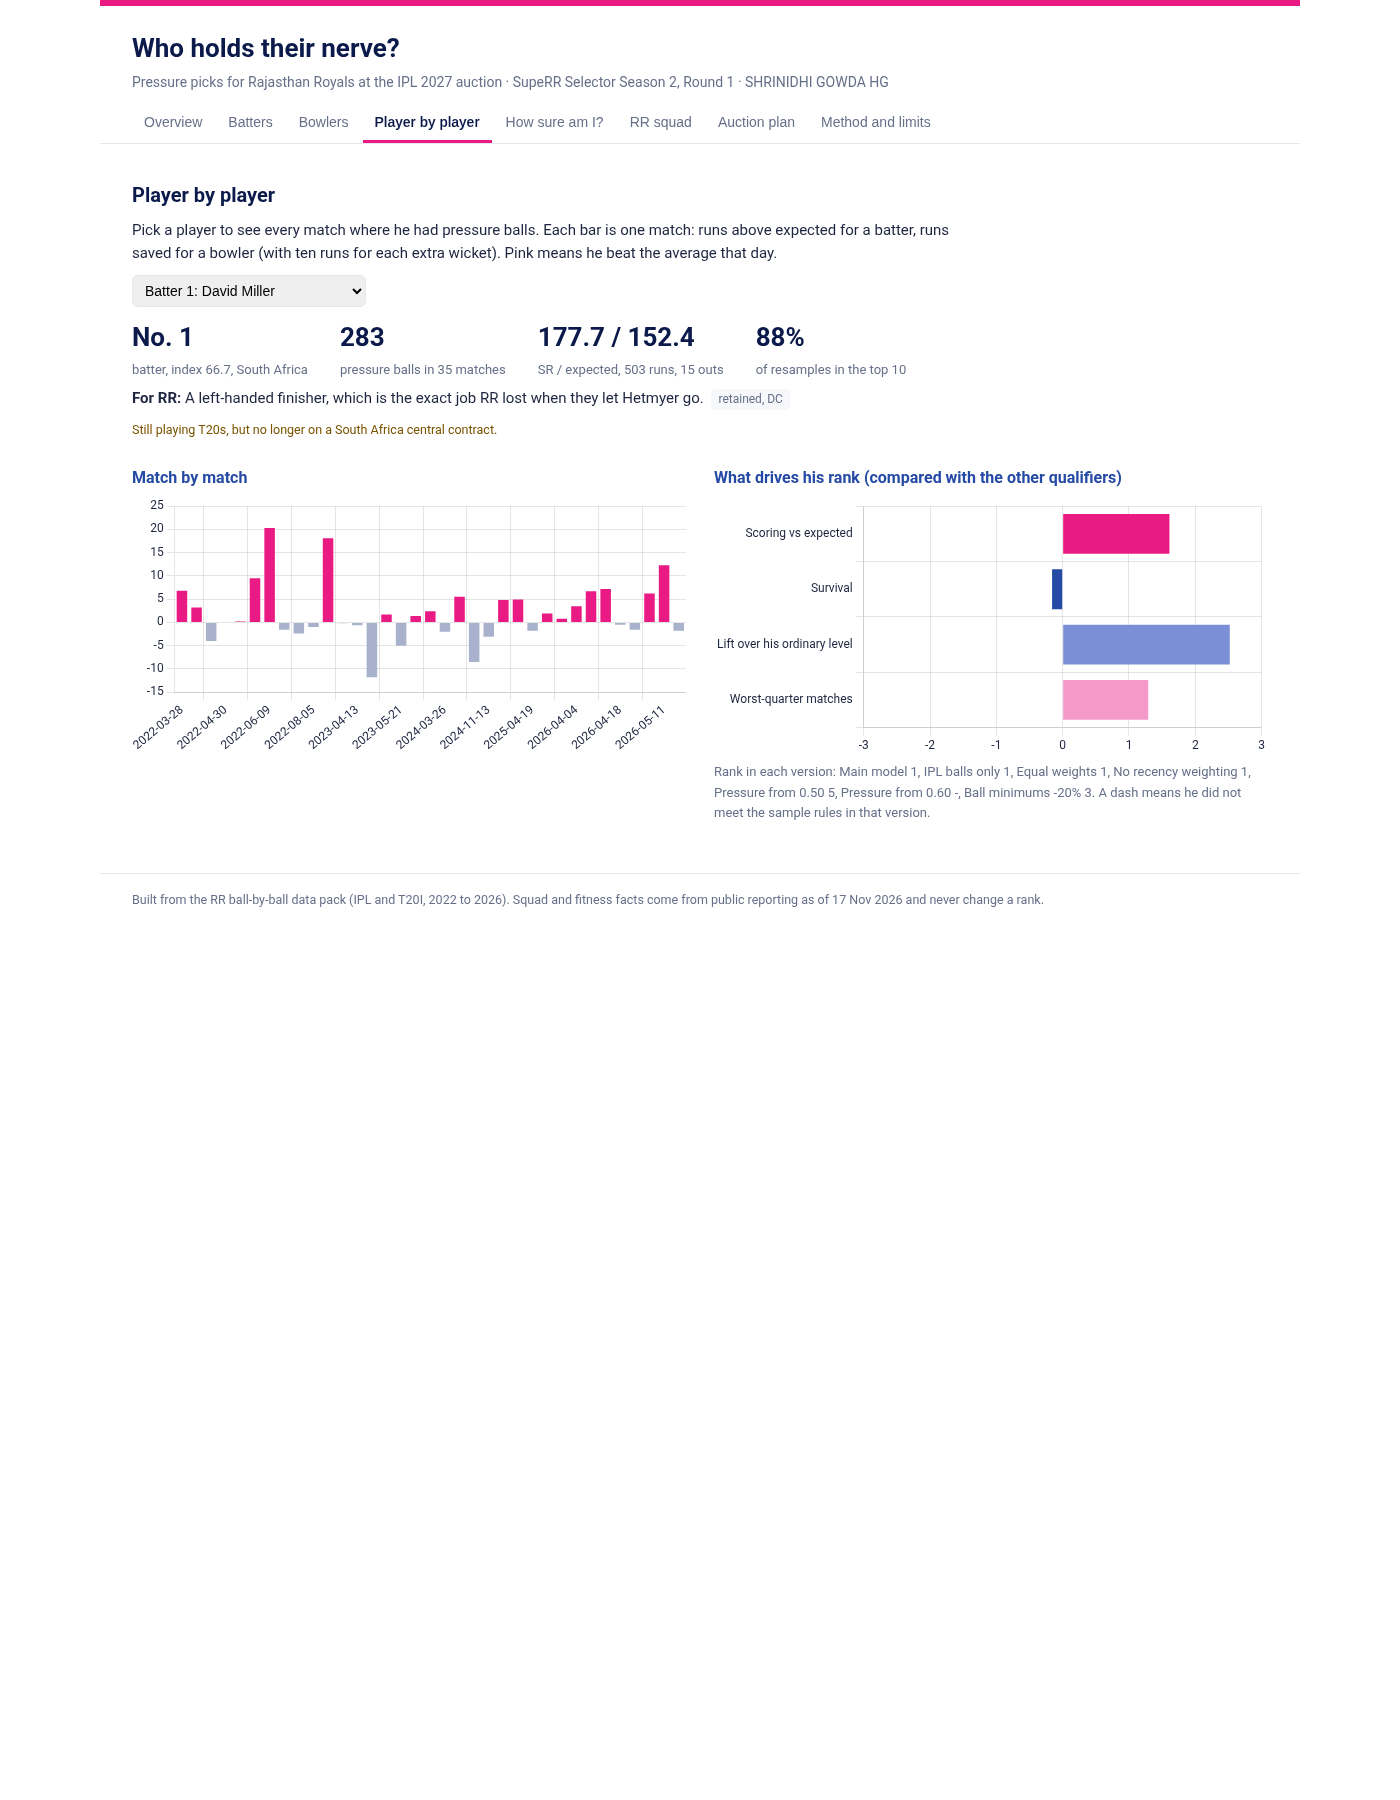 Who holds their nerve?
Pressure picks for Rajasthan Royals at the IPL 2027 auction · SupeRR Selector Season 2, Round 1 · SHRINIDHI GOWDA HG
Overview Batters Bowlers Player by player How sure am I? RR squad Auction plan Method and limits
Player by player
Pick a player to see every match where he had pressure balls. Each bar is one match: runs above expected for a batter, runs
saved for a bowler (with ten runs for each extra wicket). Pink means he beat the average that day.
Batter 1: David Miller
No. 1 283 177.7 / 152.4 88%
batter, index 66.7, South Africa pressure balls in 35 matches SR / expected, 503 runs, 15 outs of resamples in the top 10
For RR: A left-handed finisher, which is the exact job RR lost when they let Hetmyer go. retained, DC
Still playing T20s, but no longer on a South Africa central contract.
Match by match
25
20
15
10
5
0
-5
-10
-15
2022-03-28 2022-04-30 2022-06-09 2022-08-05 2023-04-13 2023-05-21 2024-03-26 2024-11-13 2025-04-19 2026-04-04 2026-04-18 2026-05-11
What drives his rank (compared with the other qualifiers)
Scoring vs expected
Survival
Lift over his ordinary level
Worst-quarter matches
-3 -2 -1 0 1 2 3
Rank in each version: Main model 1, IPL balls only 1, Equal weights 1, No recency weighting 1,
Pressure from 0.50 5, Pressure from 0.60 -, Ball minimums -20% 3. A dash means he did not
meet the sample rules in that version.
Built from the RR ball-by-ball data pack (IPL and T20I, 2022 to 2026). Squad and fitness facts come from public reporting as of 17 Nov 2026 and never change a rank.